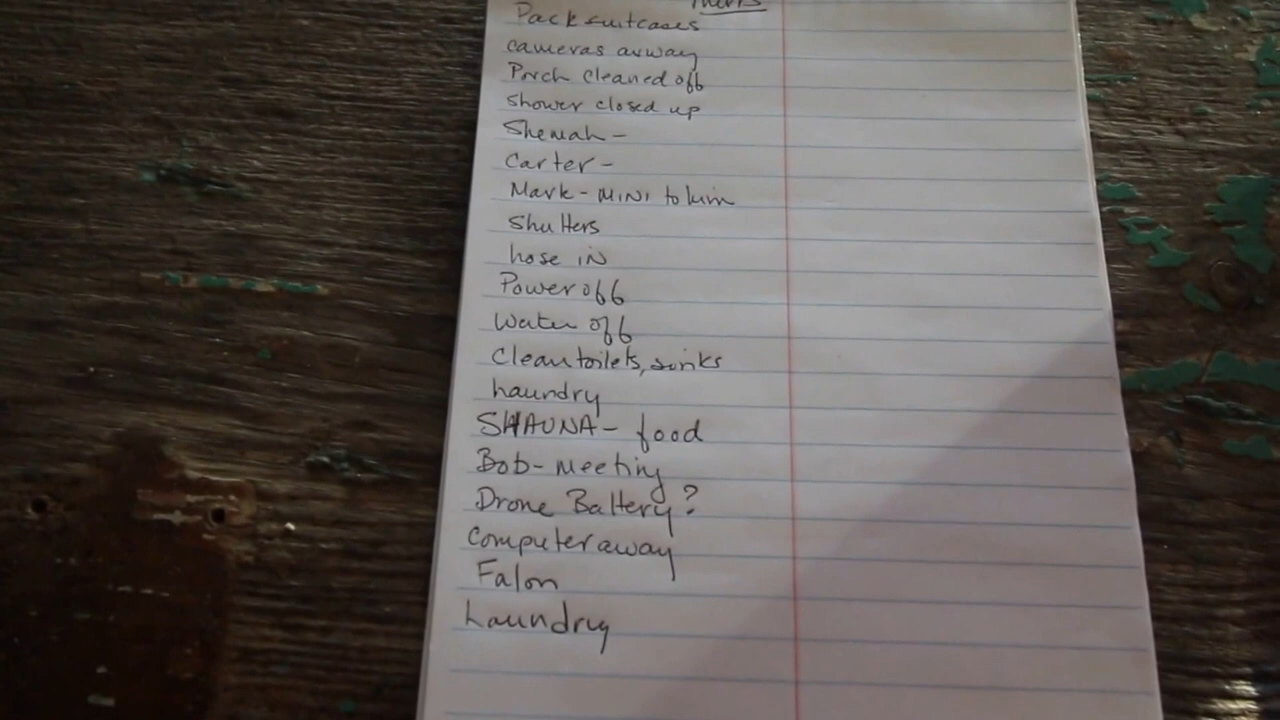 Pack suitcases
cameras away
Porch cleaned off
Shower closed up
Shemah -
Carter -
Mark - MINI to him
Shutters
hose IN
Power off
Water off
Clean toilets, sinks
Laundry
SHAUNA - food
Bob - meeting
Drone Battery?
Computer away
Falon
Laundry